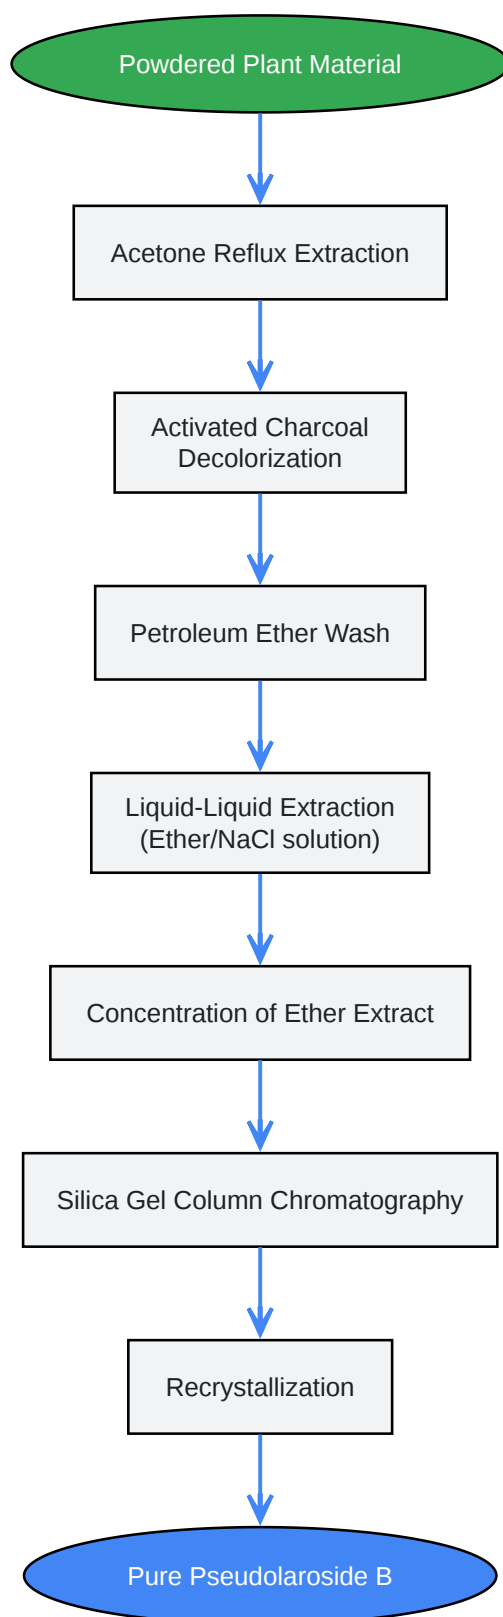 Powdered Plant Material
Acetone Reflux Extraction
Activated Charcoal
Decolorization
Petroleum Ether Wash
Liquid-Liquid Extraction
(Ether/NaCl solution)
Concentration of Ether Extract
Silica Gel Column Chromatography
Recrystallization
Pure Pseudolaroside B